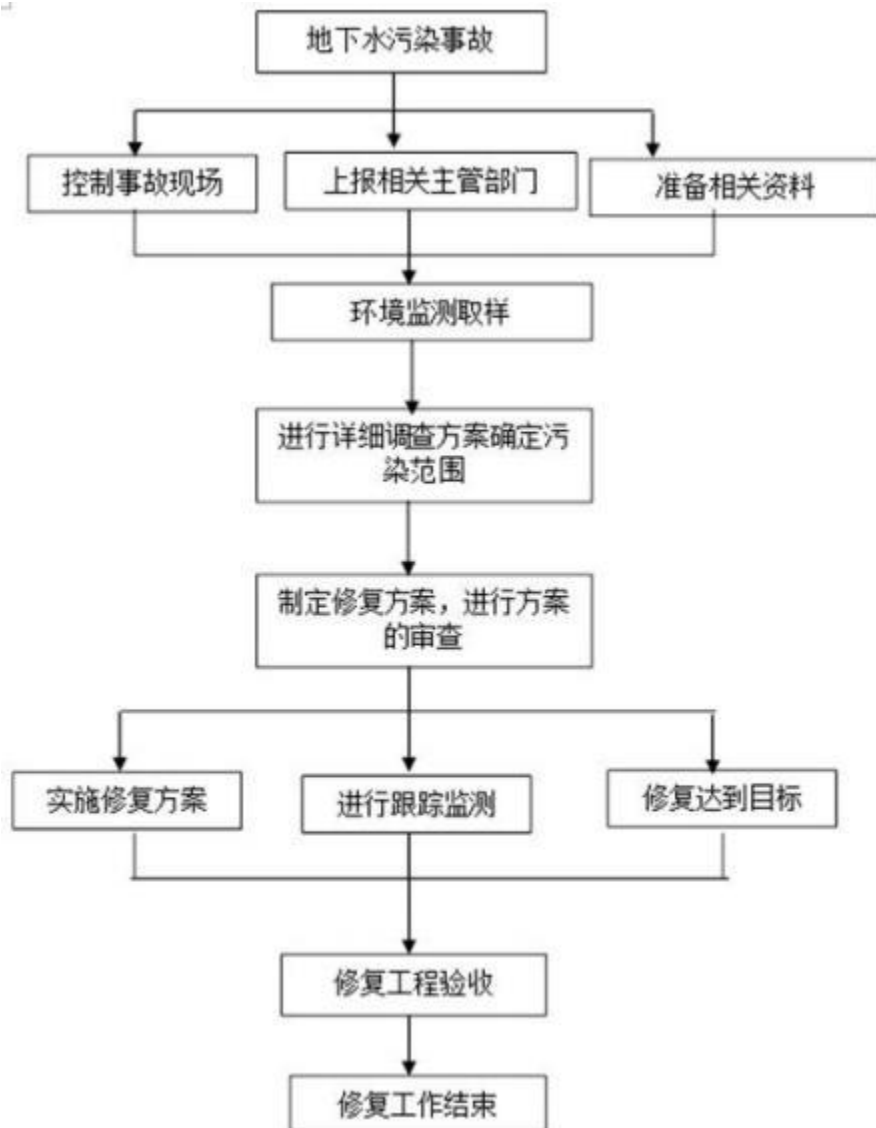 地下水污染事故
控制事故现场
上报相关主管部门
准备相关资料
环境监测取样
进行详细调查方案确定污
染范围
制定修复方案，进行方案
的审查
实施修复方案
进行跟踪监测
修复达到目标
修复工程验收
修复工作结束